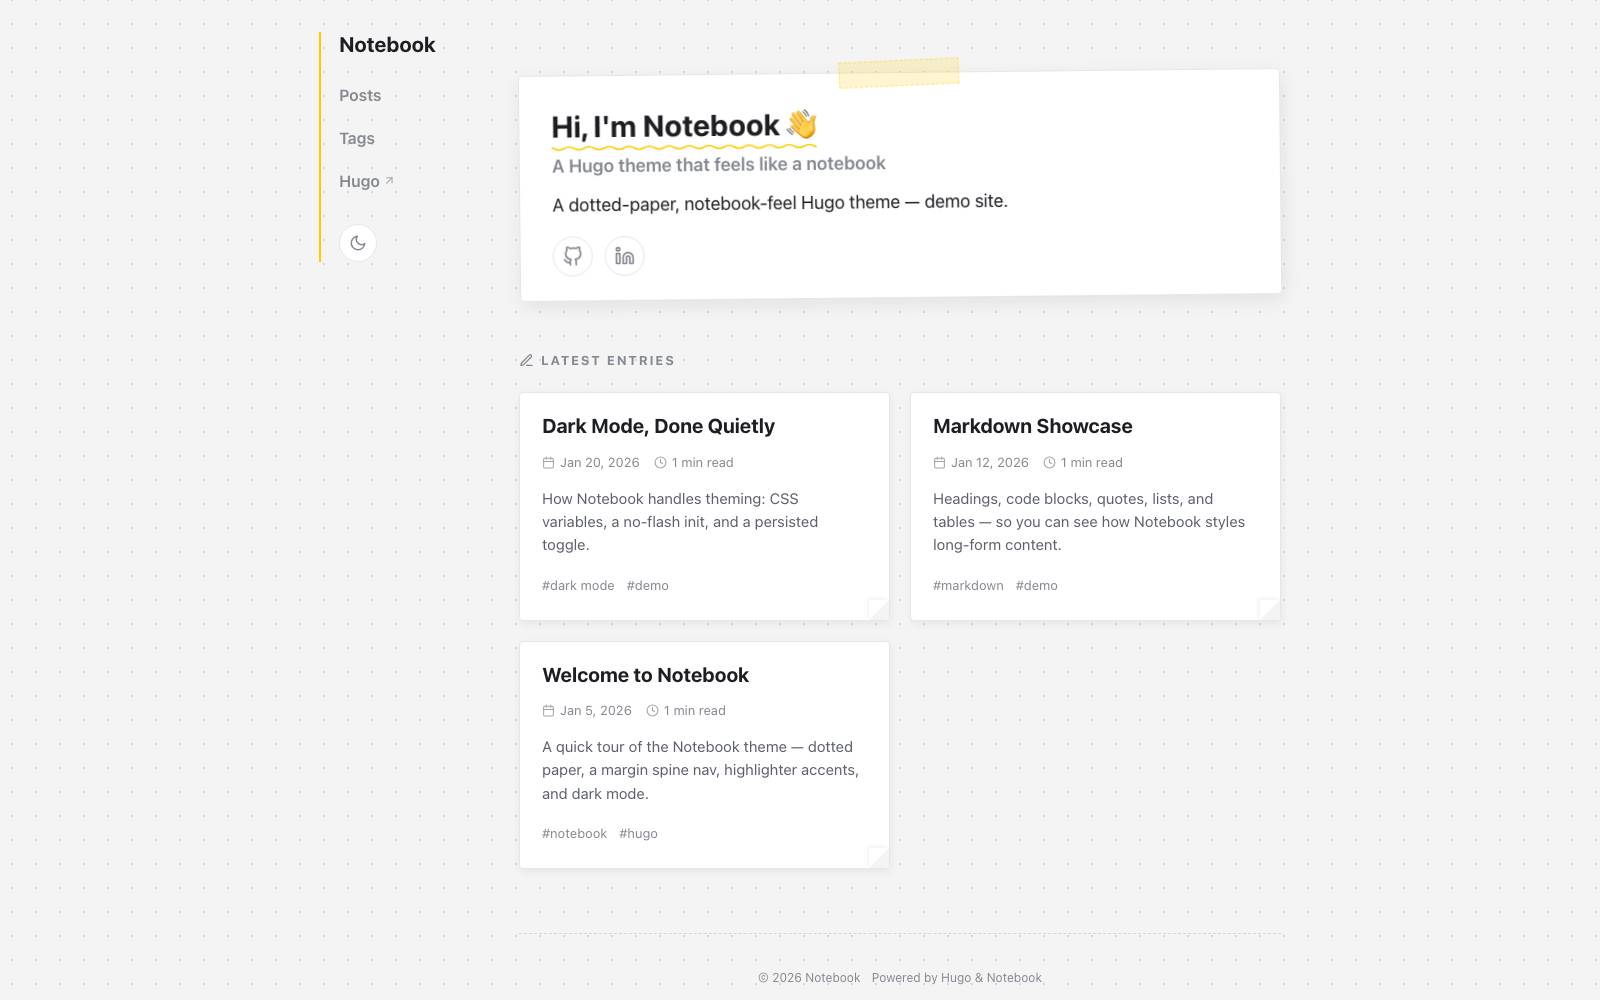 Notebook
Posts
Tags
Hugo
Hi, I'm Notebook 👋
A Hugo theme that feels like a notebook
A dotted-paper, notebook-feel Hugo theme — demo site.
LATEST ENTRIES
Dark Mode, Done Quietly
Jan 20, 2026 1 min read
How Notebook handles theming: CSS
variables, a no-flash init, and a persisted
toggle.
#dark mode #demo
Markdown Showcase
Jan 12, 2026 1 min read
Headings, code blocks, quotes, lists, and
tables — so you can see how Notebook styles
long-form content.
#markdown #demo
Welcome to Notebook
Jan 5, 2026 1 min read
A quick tour of the Notebook theme — dotted
paper, a margin spine nav, highlighter accents,
and dark mode.
#notebook #hugo
© 2026 Notebook Powered by Hugo & Notebook